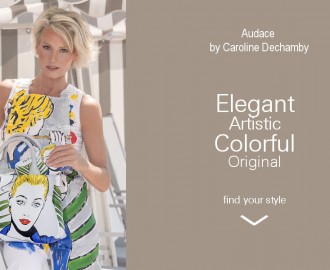 Audace
by Caroline Dechamby
Elegant
Artistic
Colorful
Original
find your style